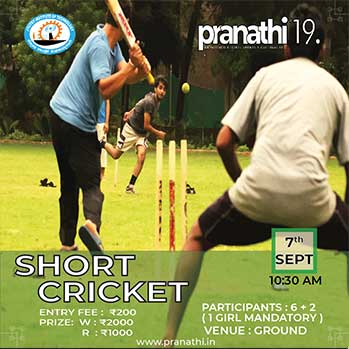 pranathi 19.
7th
SEPT
10:30 AM
SHORT
CRICKET
ENTRY FEE : ₹200
PRIZE: W : ₹2000
R : ₹1000
PARTICIPANTS : 6 + 2
( 1 GIRL MANDATORY )
VENUE : GROUND
www.pranathi.in